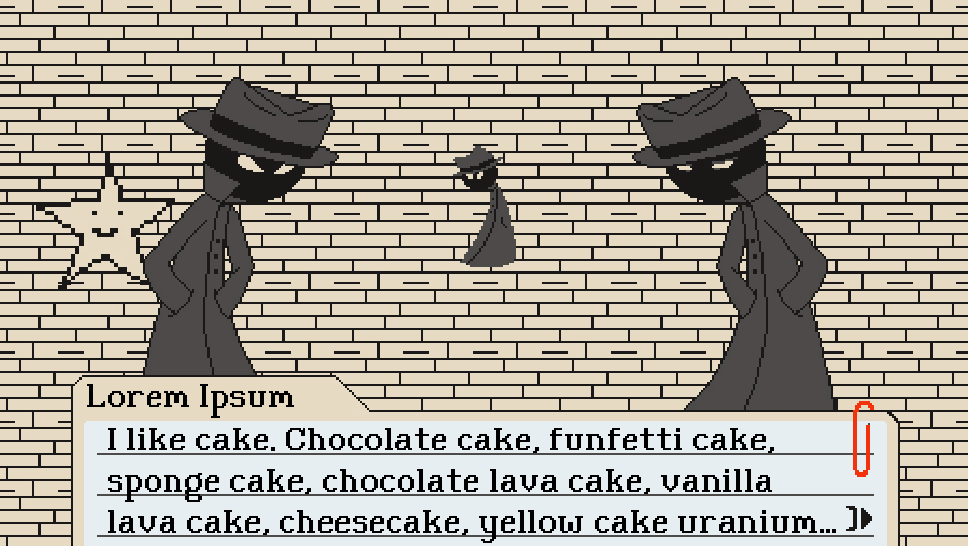 Lorem Ipsum
I like cake. Chocolate cake, funfetti cake,
sponge cake, chocolate lava cake, vanilla
lava cake, cheesecake, yellow cake uranium...